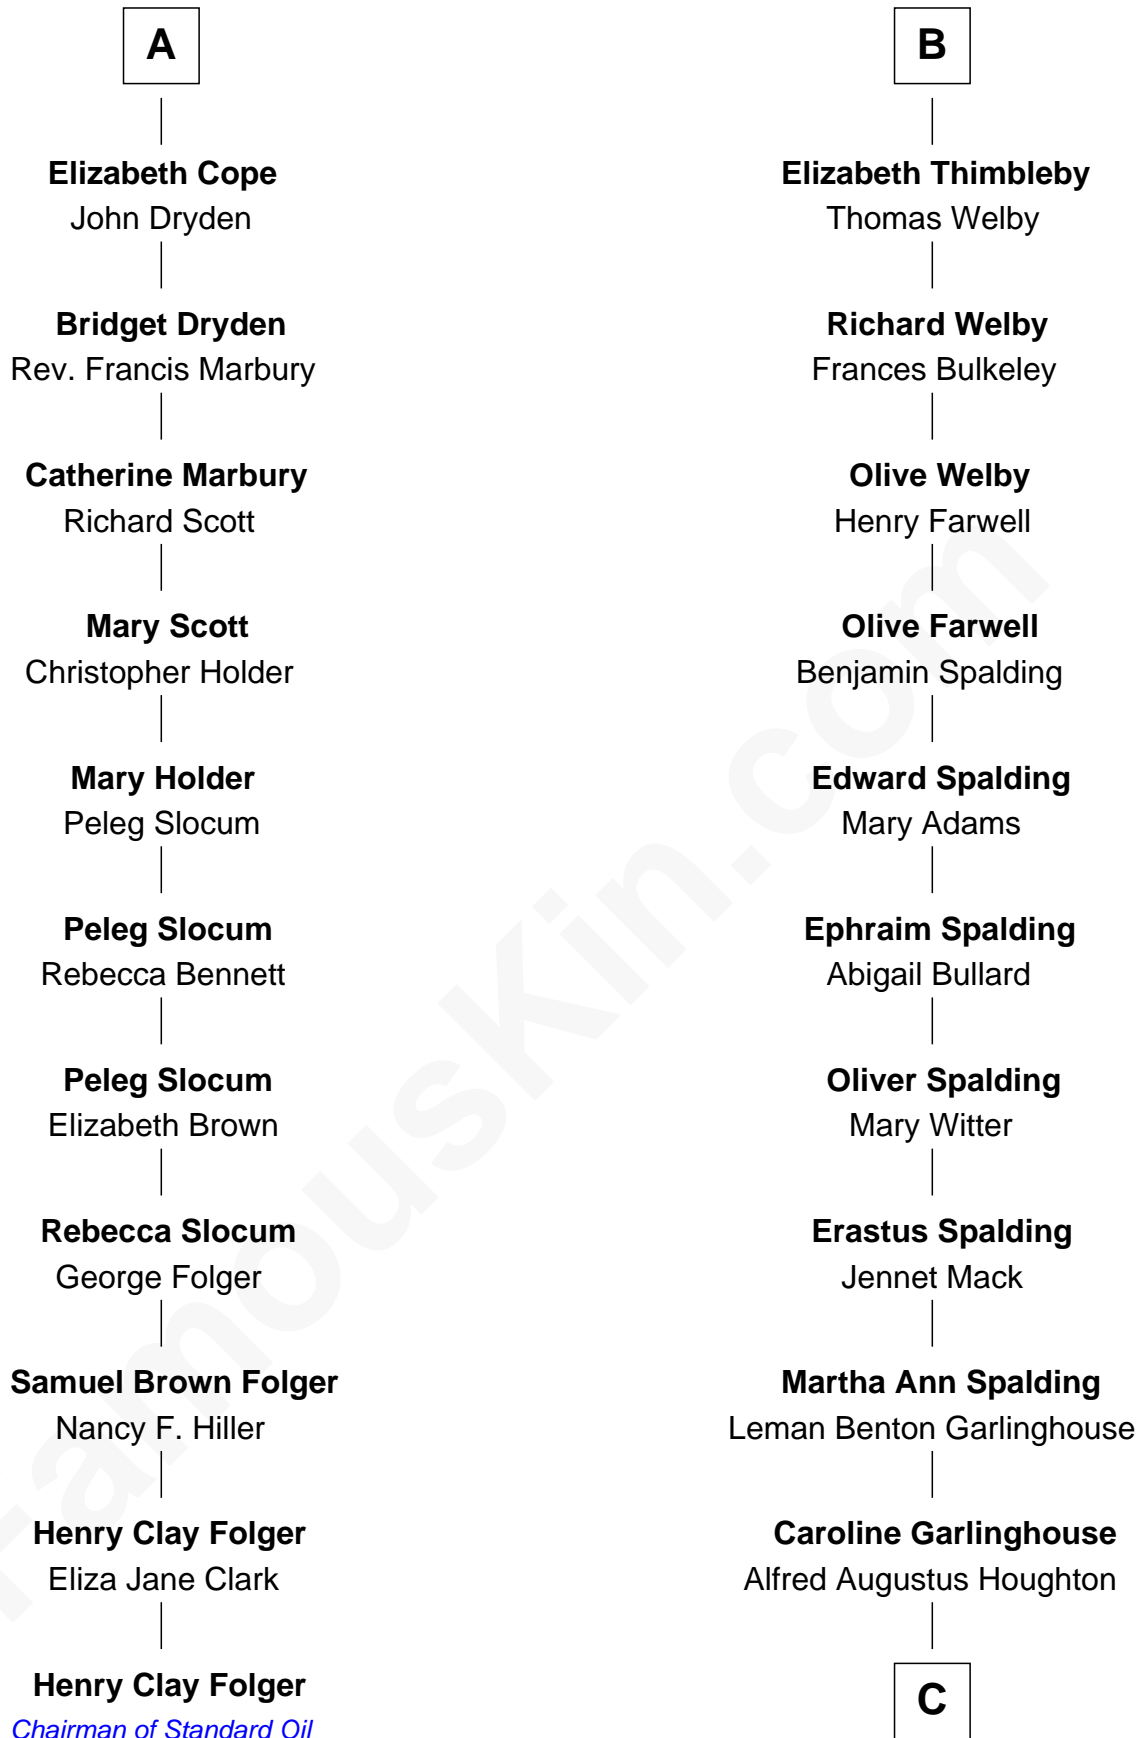 A
Elizabeth Cope
John Dryden
Bridget Dryden
Rev. Francis Marbury
Catherine Marbury
Richard Scott
Mary Scott
Christopher Holder
Mary Holder
Peleg Slocum
Peleg Slocum
Rebecca Bennett
Peleg Slocum
Elizabeth Brown
Rebecca Slocum
George Folger
Samuel Brown Folger
Nancy F. Hiller
Henry Clay Folger
Eliza Jane Clark
Henry Clay Folger
Chairman of Standard Oil
B
Elizabeth Thimbleby
Thomas Welby
Richard Welby
Frances Bulkeley
Olive Welby
Henry Farwell
Olive Farwell
Benjamin Spalding
Edward Spalding
Mary Adams
Ephraim Spalding
Abigail Bullard
Oliver Spalding
Mary Witter
Erastus Spalding
Jennet Mack
Martha Ann Spalding
Leman Benton Garlinghouse
Caroline Garlinghouse
Alfred Augustus Houghton
C
FamousKin.com